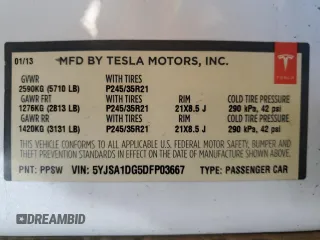 01/13 MFD BY TESLA MOTORS, INC.
GVWR WITH TIRES
2590KG (5710 LB) P245/35R21
GAWR FRT WITH TIRES RIM COLD TIRE PRESSURE
1276KG (2813 LB) P245/35R21 21X8.5 J 290 kPa, 42 psi
GAWR RR WITH TIRES RIM COLD TIRE PRESSURE
1420KG (3131 LB) P245/35R21 21X8.5 J 290 kPa, 42 psi
THIS VEHICLE CONFORMS TO ALL APPLICABLE U.S. FEDERAL MOTOR SAFETY, BUMPER AND
THEFT PREVENTION STANDARDS IN EFFECT ON THE DATE OF MANUFACTURE SHOWN ABOVE
PNT: PPSW VIN: 5YJSA1DG5DFP03667 TYPE: PASSENGER CAR
TESLA
DREAMBID